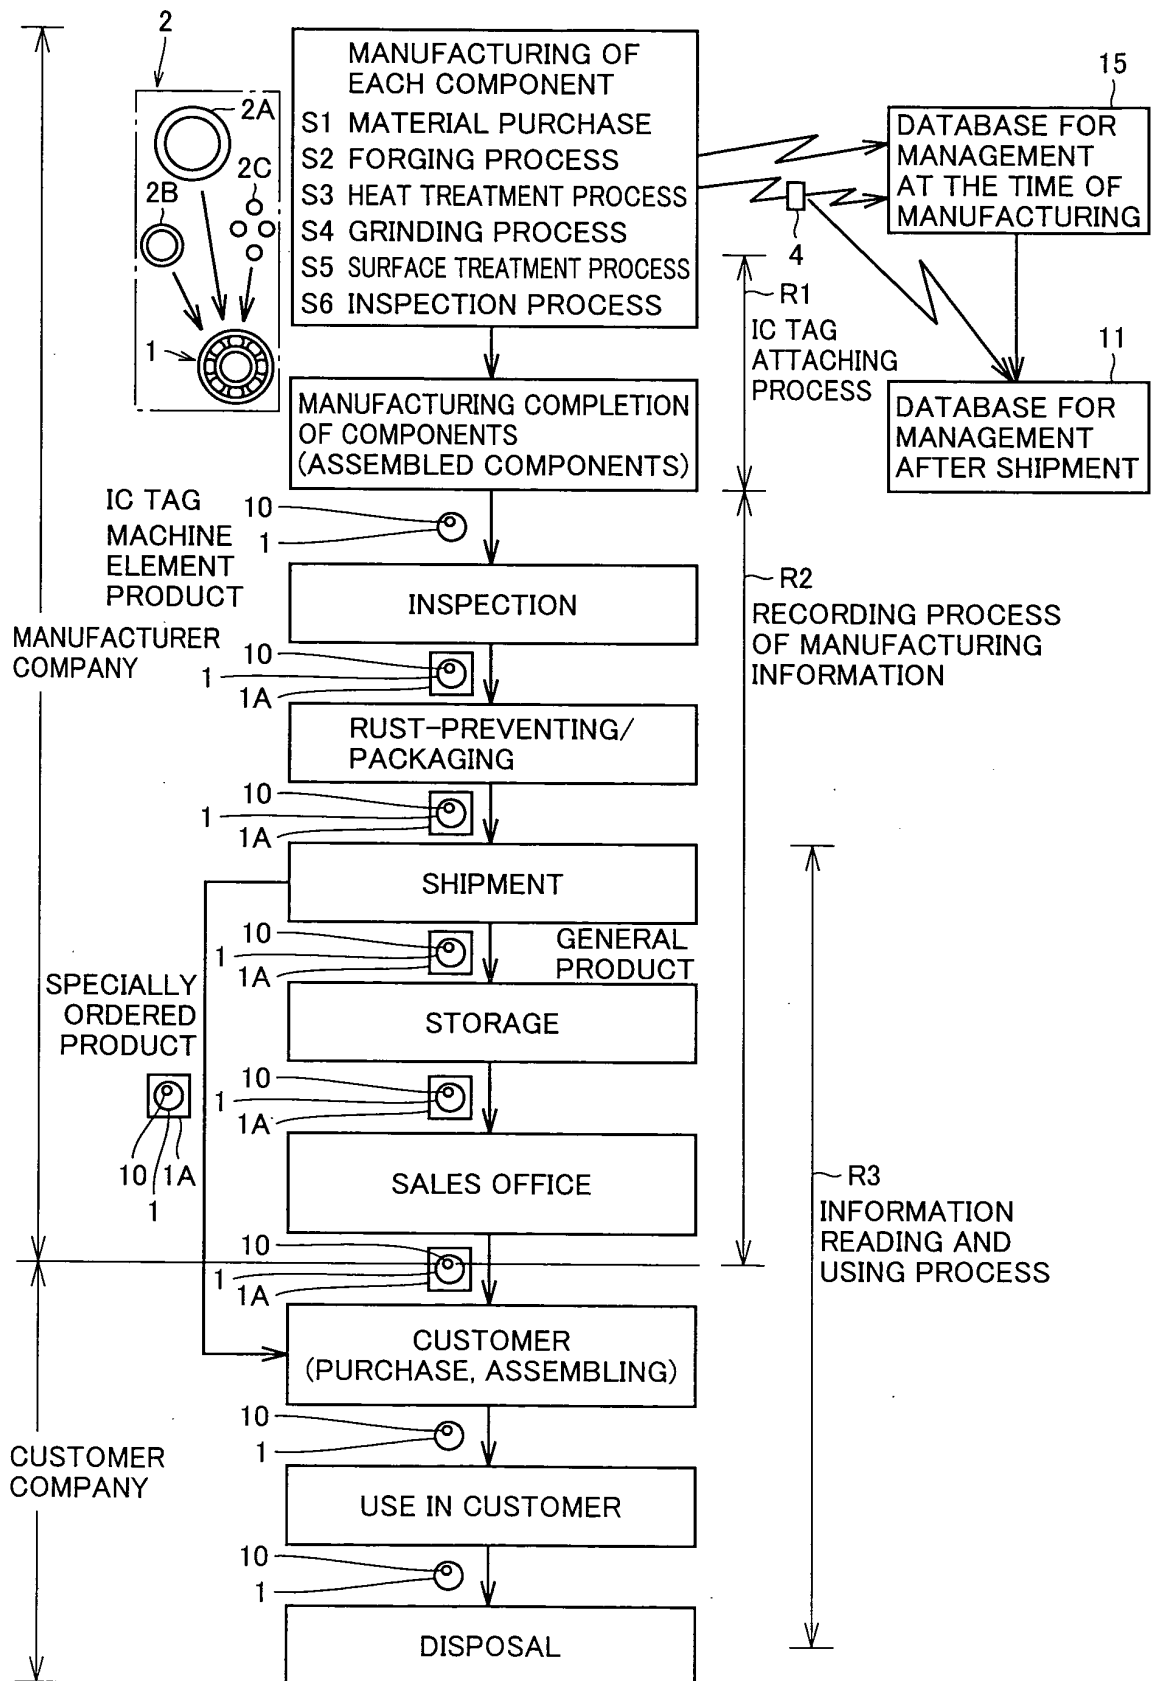 2
2A
2B
2C
1
MANUFACTURING OF
EACH COMPONENT
S1 MATERIAL PURCHASE
S2 FORGING PROCESS
S3 HEAT TREATMENT PROCESS
S4 GRINDING PROCESS
S5 SURFACE TREATMENT PROCESS
S6 INSPECTION PROCESS
15
DATABASE FOR
MANAGEMENT
AT THE TIME OF
MANUFACTURING
4
R1
IC TAG
ATTACHING
PROCESS
11
DATABASE FOR
MANAGEMENT
AFTER SHIPMENT
MANUFACTURING COMPLETION
OF COMPONENTS
(ASSEMBLED COMPONENTS)
IC TAG
10
MACHINE
ELEMENT
PRODUCT
1
INSPECTION
R2
RECORDING PROCESS
OF MANUFACTURING
INFORMATION
MANUFACTURER
COMPANY
10
1
1A
RUST-PREVENTING/
PACKAGING
10
1
1A
SHIPMENT
10
1
1A
GENERAL
PRODUCT
SPECIALLY
ORDERED
PRODUCT
STORAGE
10
1
1A
10
1A
1
SALES OFFICE
R3
INFORMATION
READING AND
USING PROCESS
10
1
1A
CUSTOMER
(PURCHASE, ASSEMBLING)
10
1
CUSTOMER
COMPANY
USE IN CUSTOMER
10
1
DISPOSAL